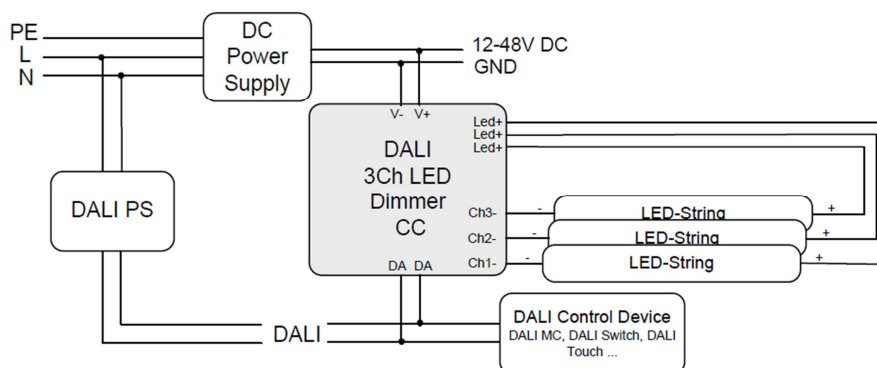 PE
L
N
DC
Power
Supply
12-48V DC
GND
V- V+
Led+
Led+
Led+
DALI
3Ch LED
Dimmer
CC
DALI PS
Ch3- - LED-String +
Ch2- - LED-String +
Ch1- - LED-String +
DA DA
DALI
DALI Control Device
DALI MC, DALI Switch, DALI
Touch ...